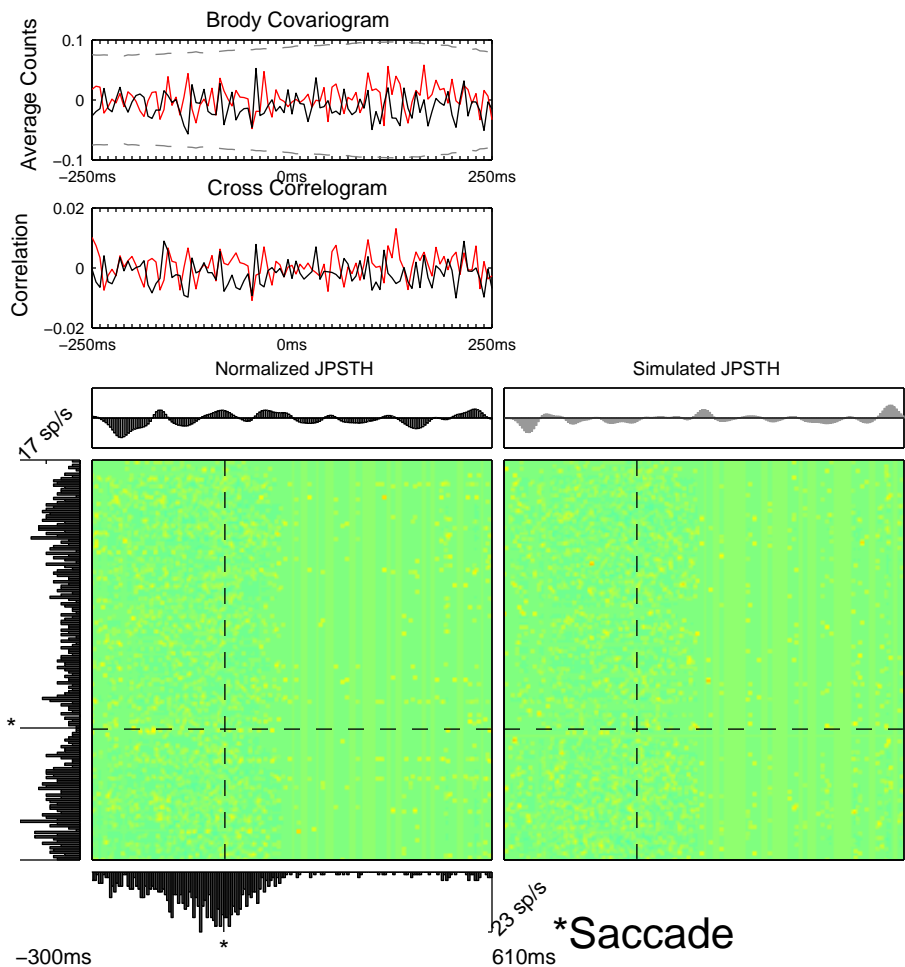 Brody Covariogram
0.1
0
−0.1
Average Counts
−250ms
0ms
250ms
Cross Correlogram
0.02
0
−0.02
Correlation
−250ms
0ms
250ms
Normalized JPSTH
Simulated JPSTH
17 sp/s
*
*
23 sp/s
*Saccade
−300ms
610ms